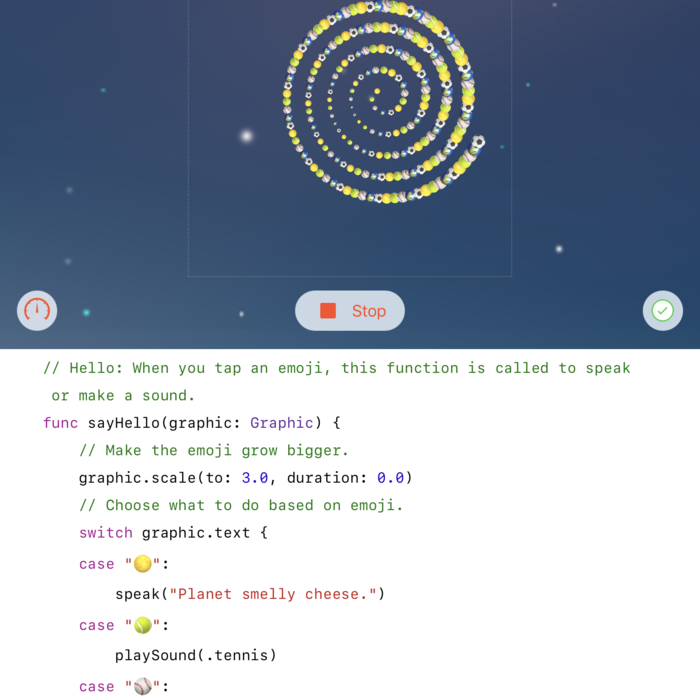 Stop
// Hello: When you tap an emoji, this function is called to speak
or make a sound.
func sayHello(graphic: Graphic) {
// Make the emoji grow bigger.
graphic.scale(to: 3.0, duration: 0.0)
// Choose what to do based on emoji.
switch graphic.text {
case "🌕":
speak("Planet smelly cheese.")
case "🎾":
playSound(.tennis)
case "⚾":